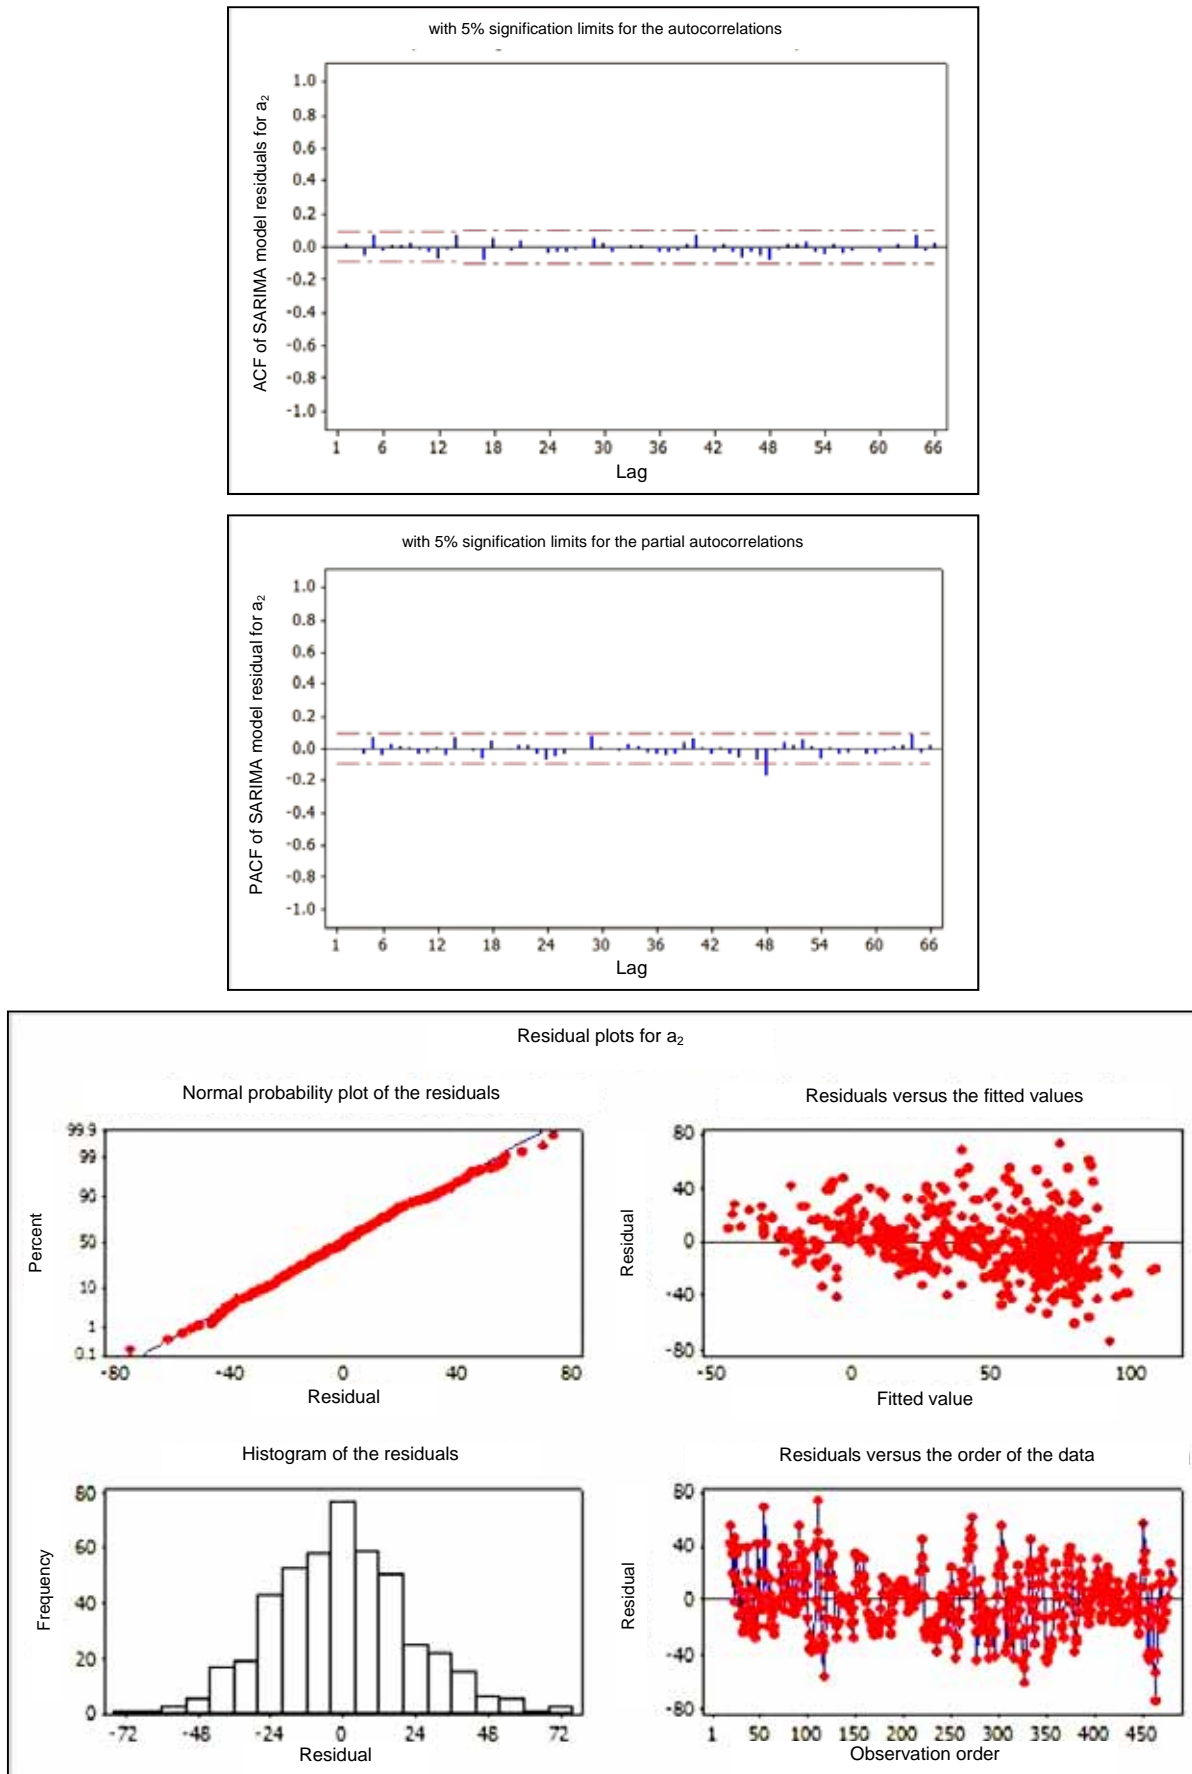 with 5% signification limits for the autocorrelations
ACF of SARIMA model residuals for a2
1.0
0.8
0.6
0.4
0.2
0.0
-0.2
-0.4
-0.6
-0.8
-1.0
1 6 12 18 24 30 36 42 48 54 60 66
Lag
with 5% signification limits for the partial autocorrelations
PACF of SARIMA model residual for a2
1.0
0.8
0.6
0.4
0.2
0.0
-0.2
-0.4
-0.6
-0.8
-1.0
1 6 12 18 24 30 36 42 48 54 60 66
Lag
Residual plots for a2
Normal probability plot of the residuals
Percent
99.9
99
90
50
10
1
0.1
-80 -40 0 40 80
Residual
Residuals versus the fitted values
Residual
80
40
0
-40
-80
-50 0 50 100
Fitted value
Histogram of the residuals
Frequency
80
60
40
20
0
-72 -48 -24 0 24 48 72
Residual
Residuals versus the order of the data
Residual
80
40
0
-40
-80
1 50 100 150 200 250 300 350 400 450
Observation order